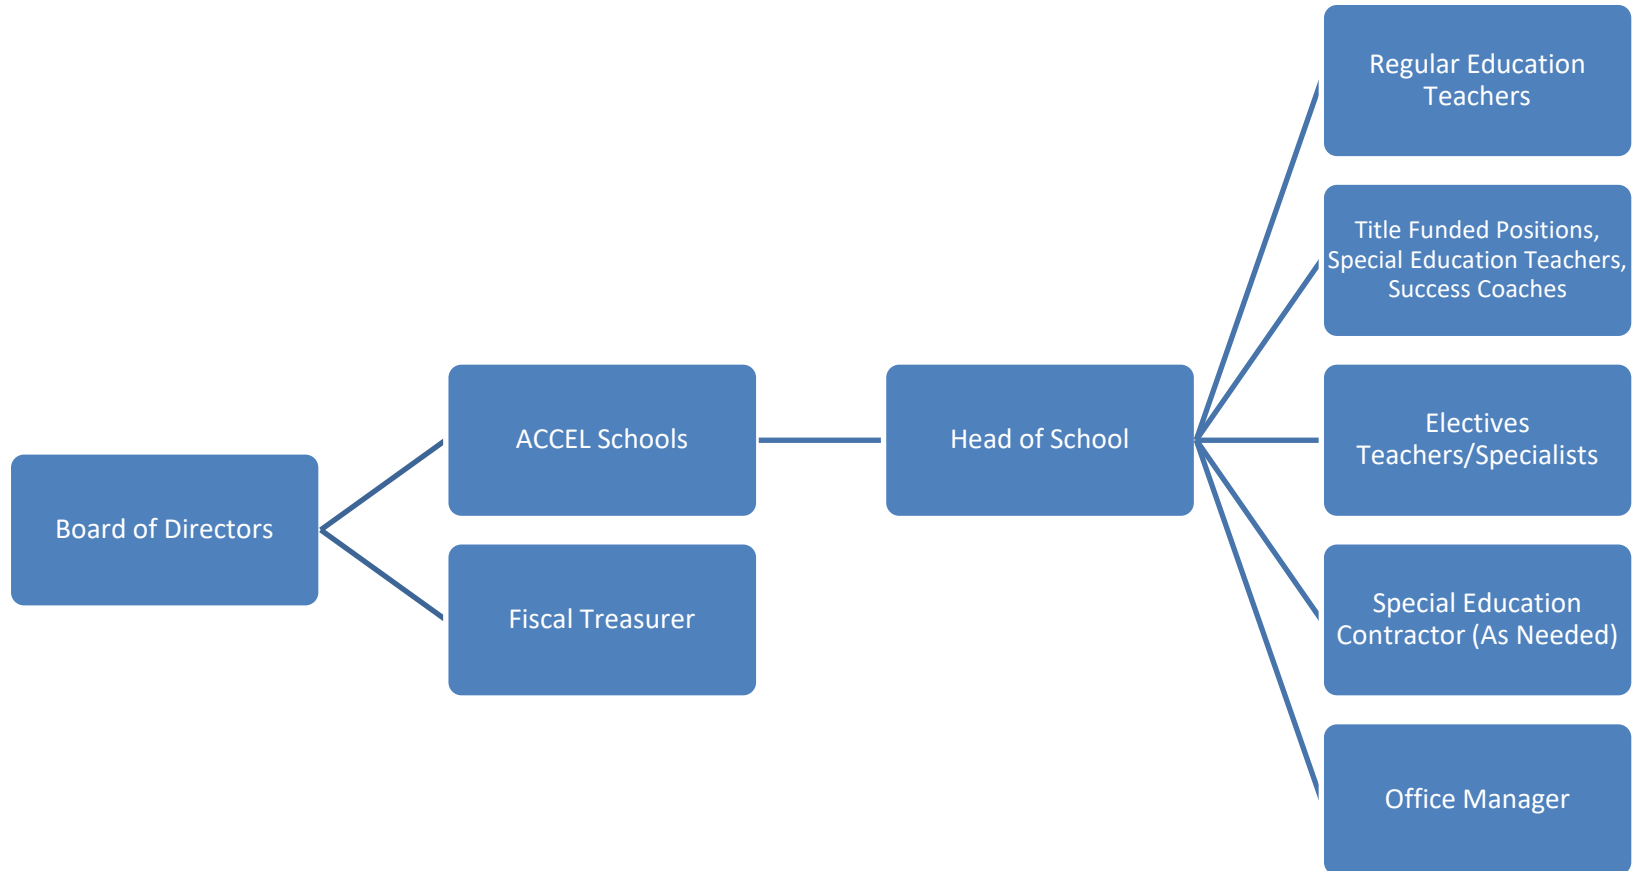 Board of Directors
ACCEL Schools
Fiscal Treasurer
Head of School
Regular Education
Teachers
Title Funded Positions,
Special Education Teachers,
Success Coaches
Electives
Teachers/Specialists
Special Education
Contractor (As Needed)
Office Manager